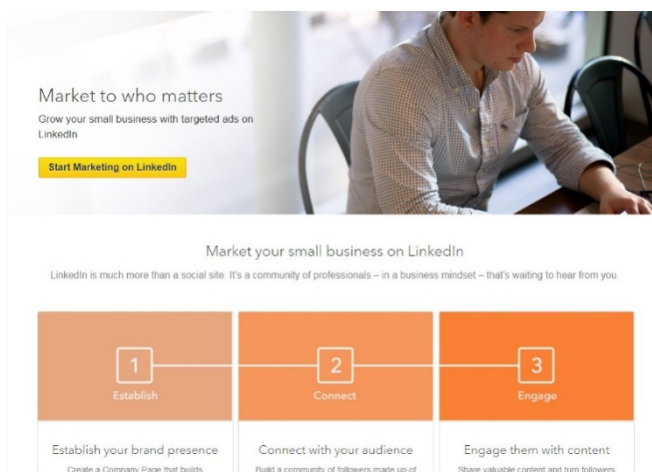 Market to who matters
Grow your small business with targeted ads on
LinkedIn
Start Marketing on LinkedIn
Market your small business on LinkedIn
LinkedIn is much more than a social site. It's a community of professionals – in a business mindset – that's waiting to hear from you.
1
Establish
2
Connect
3
Engage
Establish your brand presence
Create a Company Page that builds
Connect with your audience
Build a community of followers made up of
Engage them with content
Share valuable content and turn followers